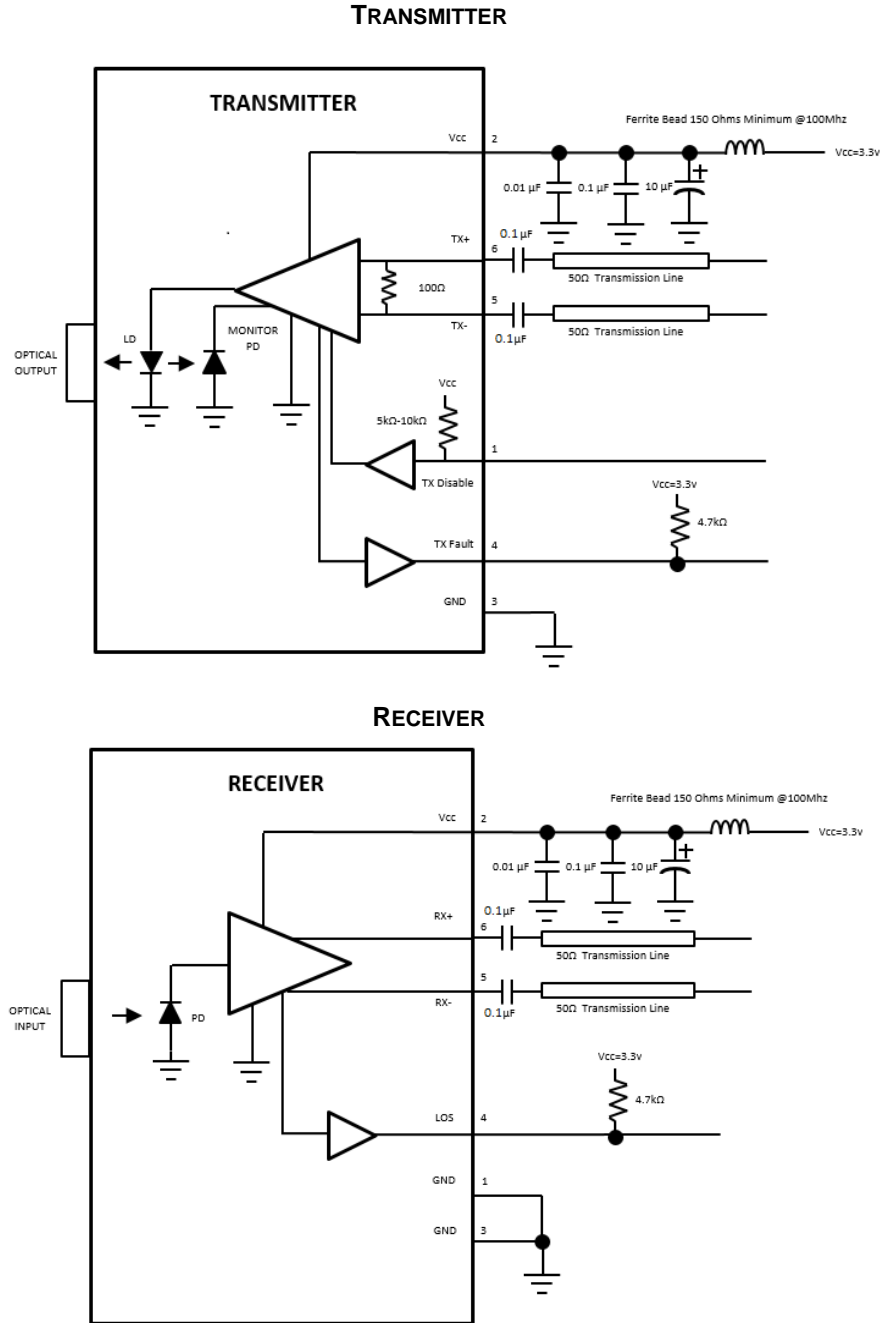 TRANSMITTER
TRANSMITTER
Ferrite Bead 150 Ohms Minimum @100Mhz
Vcc
2
Vcc=3.3v
0.01 µF
0.1 µF
10 µF
+
TX+
6
0.1µF
50Ω Transmission Line
100Ω
5
TX-
0.1µF
50Ω Transmission Line
LD
MONITOR
PD
OPTICAL
OUTPUT
Vcc
5kΩ-10kΩ
1
TX Disable
Vcc=3.3v
4.7kΩ
TX Fault
4
GND
3
RECEIVER
RECEIVER
Ferrite Bead 150 Ohms Minimum @100Mhz
Vcc
2
Vcc=3.3v
0.01 µF
0.1 µF
10 µF
+
RX+
0.1µF
6
50Ω Transmission Line
5
RX-
0.1µF
50Ω Transmission Line
OPTICAL
INPUT
PD
Vcc=3.3v
4.7kΩ
LOS
4
GND
1
GND
3